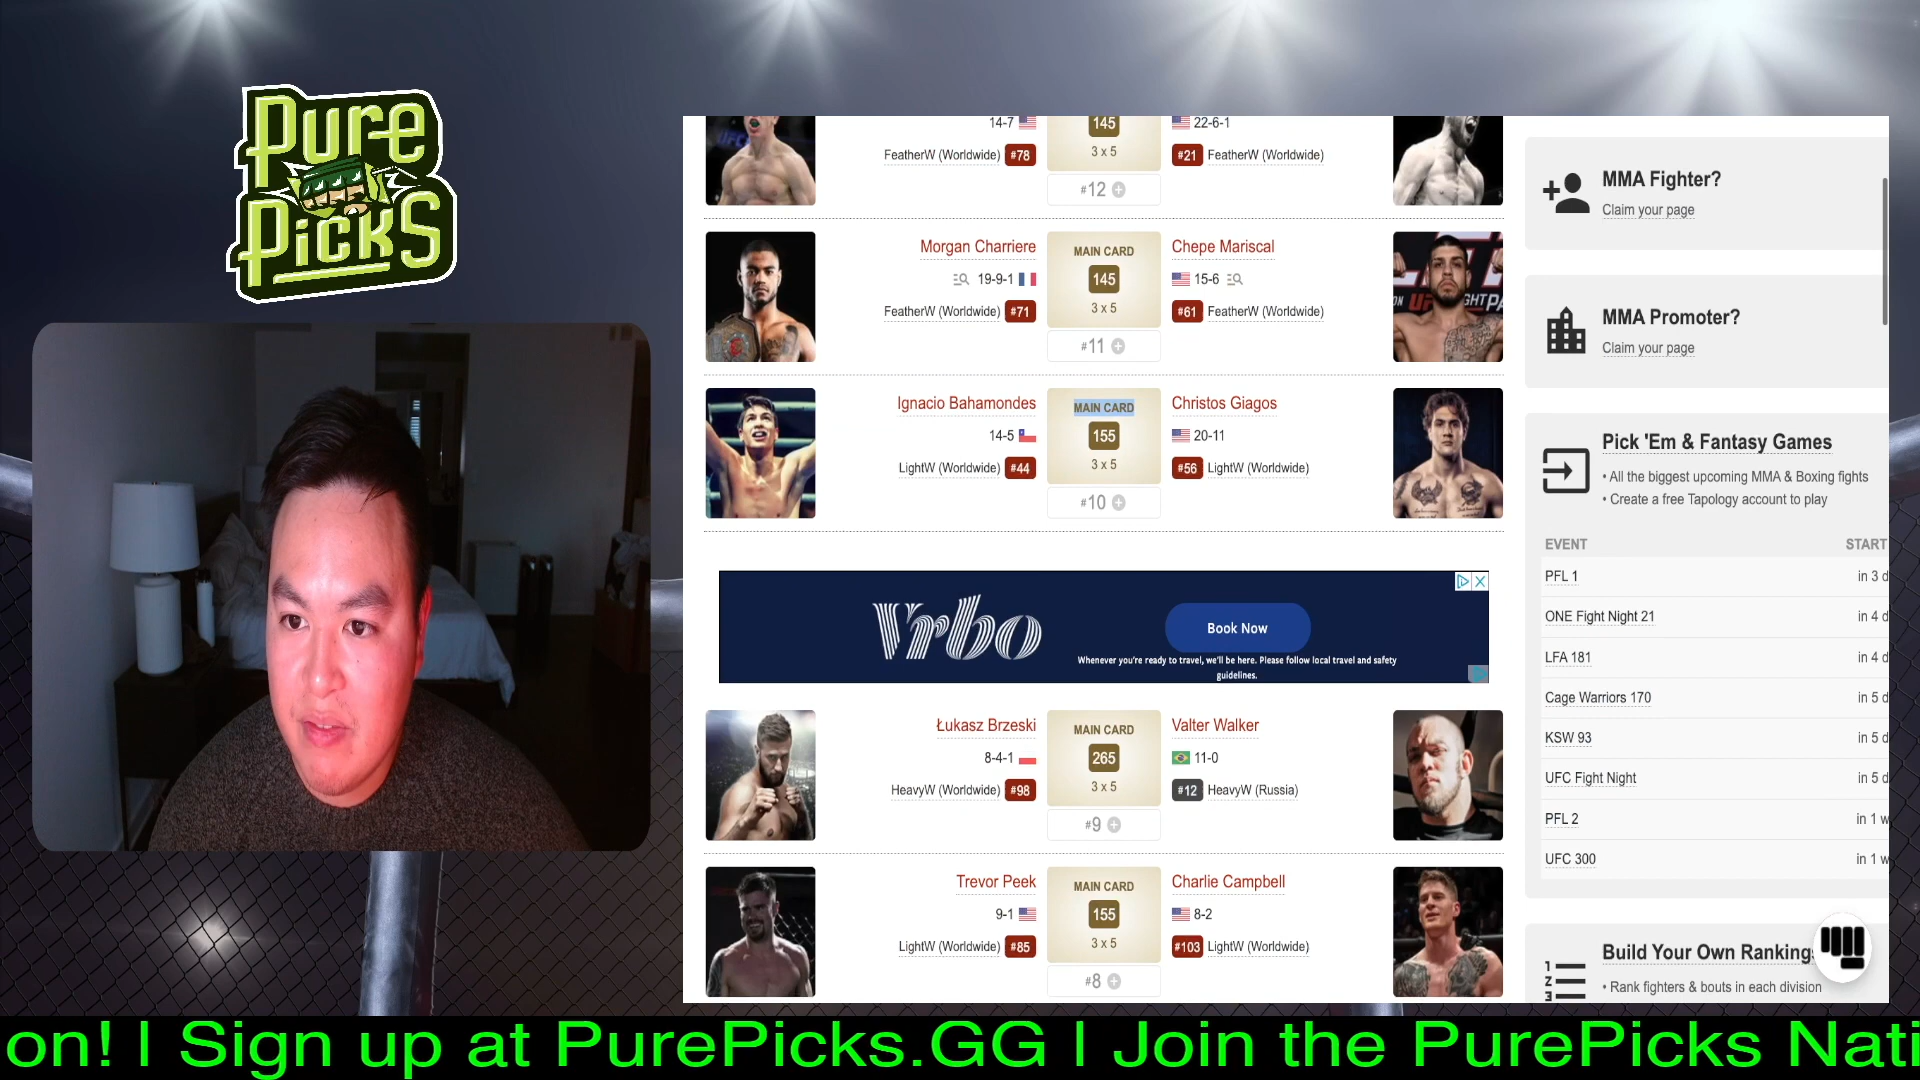 Pure
Picks
14-7
145
22-6-1
3 x 5
FeatherW (Worldwide) #78
#21 FeatherW (Worldwide)
#12
Morgan Charriere
MAIN CARD
Chepe Mariscal
19-9-1
145
15-6
3 x 5
FeatherW (Worldwide) #71
#61 FeatherW (Worldwide)
#11
Ignacio Bahamondes
MAIN CARD
Christos Giagos
14-5
155
20-11
3 x 5
LightW (Worldwide) #44
#56 LightW (Worldwide)
#10
Vrbo
Book Now
Whenever you're ready to travel, we'll be here. Please follow local travel and safety
guidelines.
Łukasz Brzeski
MAIN CARD
Valter Walker
8-4-1
265
11-0
3 x 5
HeavyW (Worldwide) #98
#12 HeavyW (Russia)
#9
Trevor Peek
MAIN CARD
Charlie Campbell
9-1
155
8-2
3 x 5
LightW (Worldwide) #85
#103 LightW (Worldwide)
#8
MMA Fighter?
Claim your page
MMA Promoter?
Claim your page
Pick 'Em & Fantasy Games
• All the biggest upcoming MMA & Boxing fights
• Create a free Tapology account to play
EVENT START
PFL 1 in 3 d
ONE Fight Night 21 in 4 d
LFA 181 in 4 d
Cage Warriors 170 in 5 d
KSW 93 in 5 d
UFC Fight Night in 5 d
PFL 2 in 1 w
UFC 300 in 1 w
Build Your Own Rankings
• Rank fighters & bouts in each division
on! | Sign up at PurePicks.GG | Join the PurePicks Nati